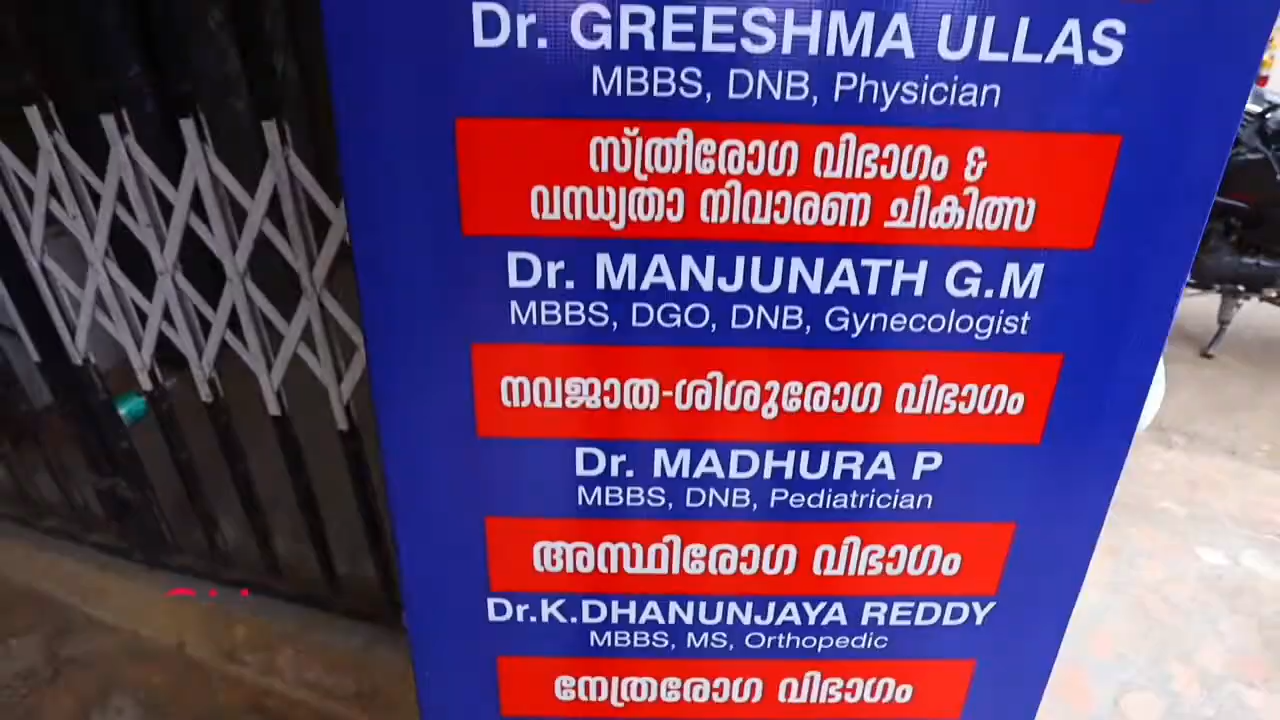 Dr. GREESHMA ULLAS
MBBS, DNB, Physician
സ്ത്രീരോഗ വിഭാഗം &
വന്ധ്യതാ നിവാരണ ചികിത്സ
Dr. MANJUNATH G.M
MBBS, DGO, DNB, Gynecologist
നവജാത-ശിശുരോഗ വിഭാഗം
Dr. MADHURA P
MBBS, DNB, Pediatrician
അസ്ഥിരോഗ വിഭാഗം
Dr.K.DHANUNJAYA REDDY
MBBS, MS, Orthopedic
നേത്രരോഗ വിഭാഗം